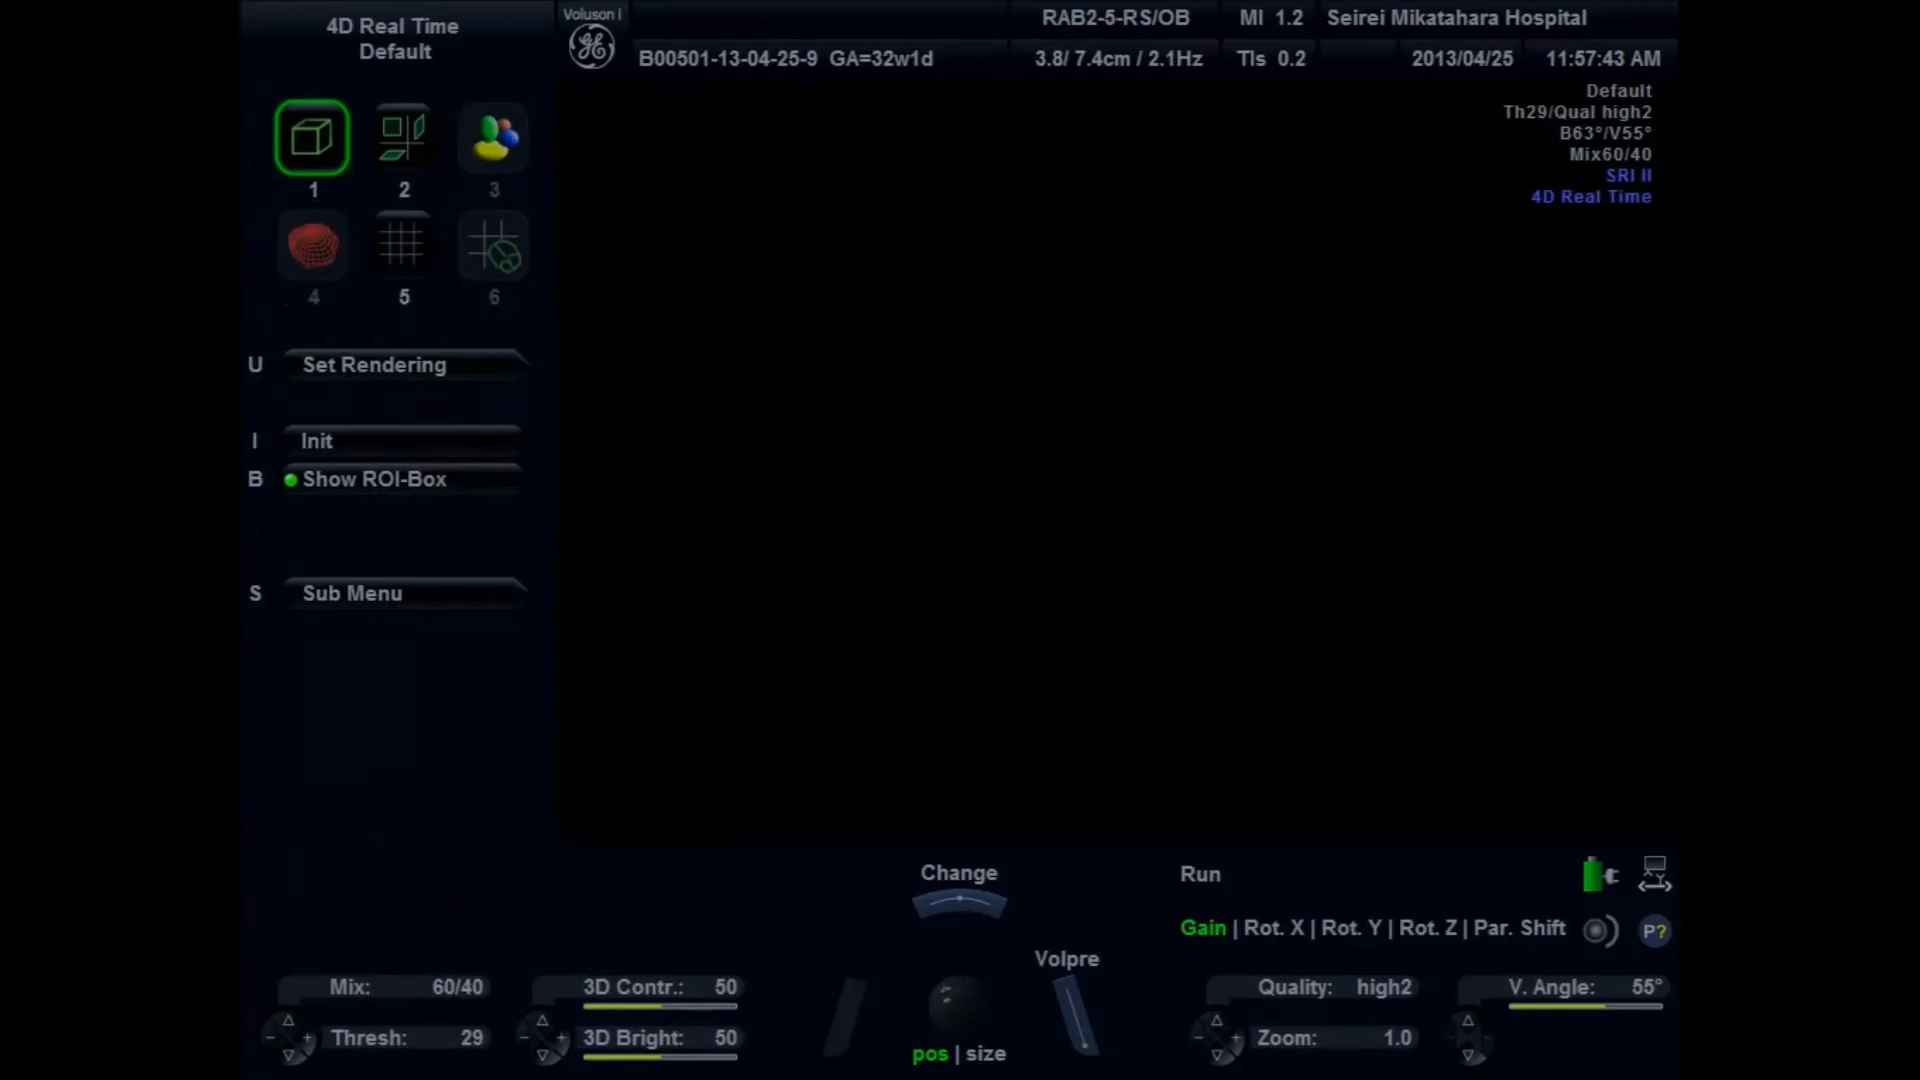 4D Real Time
Default
Voluson i
RAB2-5-RS/OB
MI 1.2
Seirei Mikatahara Hospital
B00501-13-04-25-9 GA=32w1d
3.8/ 7.4cm / 2.1Hz
TIs 0.2
2013/04/25
11:57:43 AM
Default
Th29/Qual high2
B63°/V55°
Mix60/40
SRI II
4D Real Time
1
2
3
4
5
6
U Set Rendering
I Init
B Show ROI-Box
S Sub Menu
Change
Run
Gain | Rot. X | Rot. Y | Rot. Z | Par. Shift
P?
Volpre
Mix: 60/40
Thresh: 29
3D Contr.: 50
3D Bright: 50
pos | size
Quality: high2
Zoom: 1.0
V. Angle: 55°